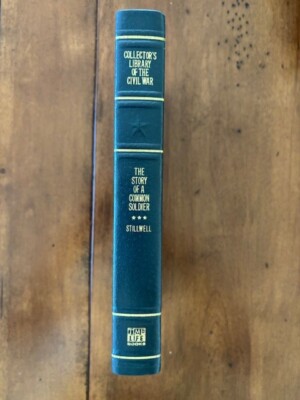 COLLECTOR'S
LIBRARY
OF THE
CIVIL WAR
THE
STORY
OF A
COMMON
SOLDIER
★★★
STILLWELL
TIME
LIFE
BOOKS